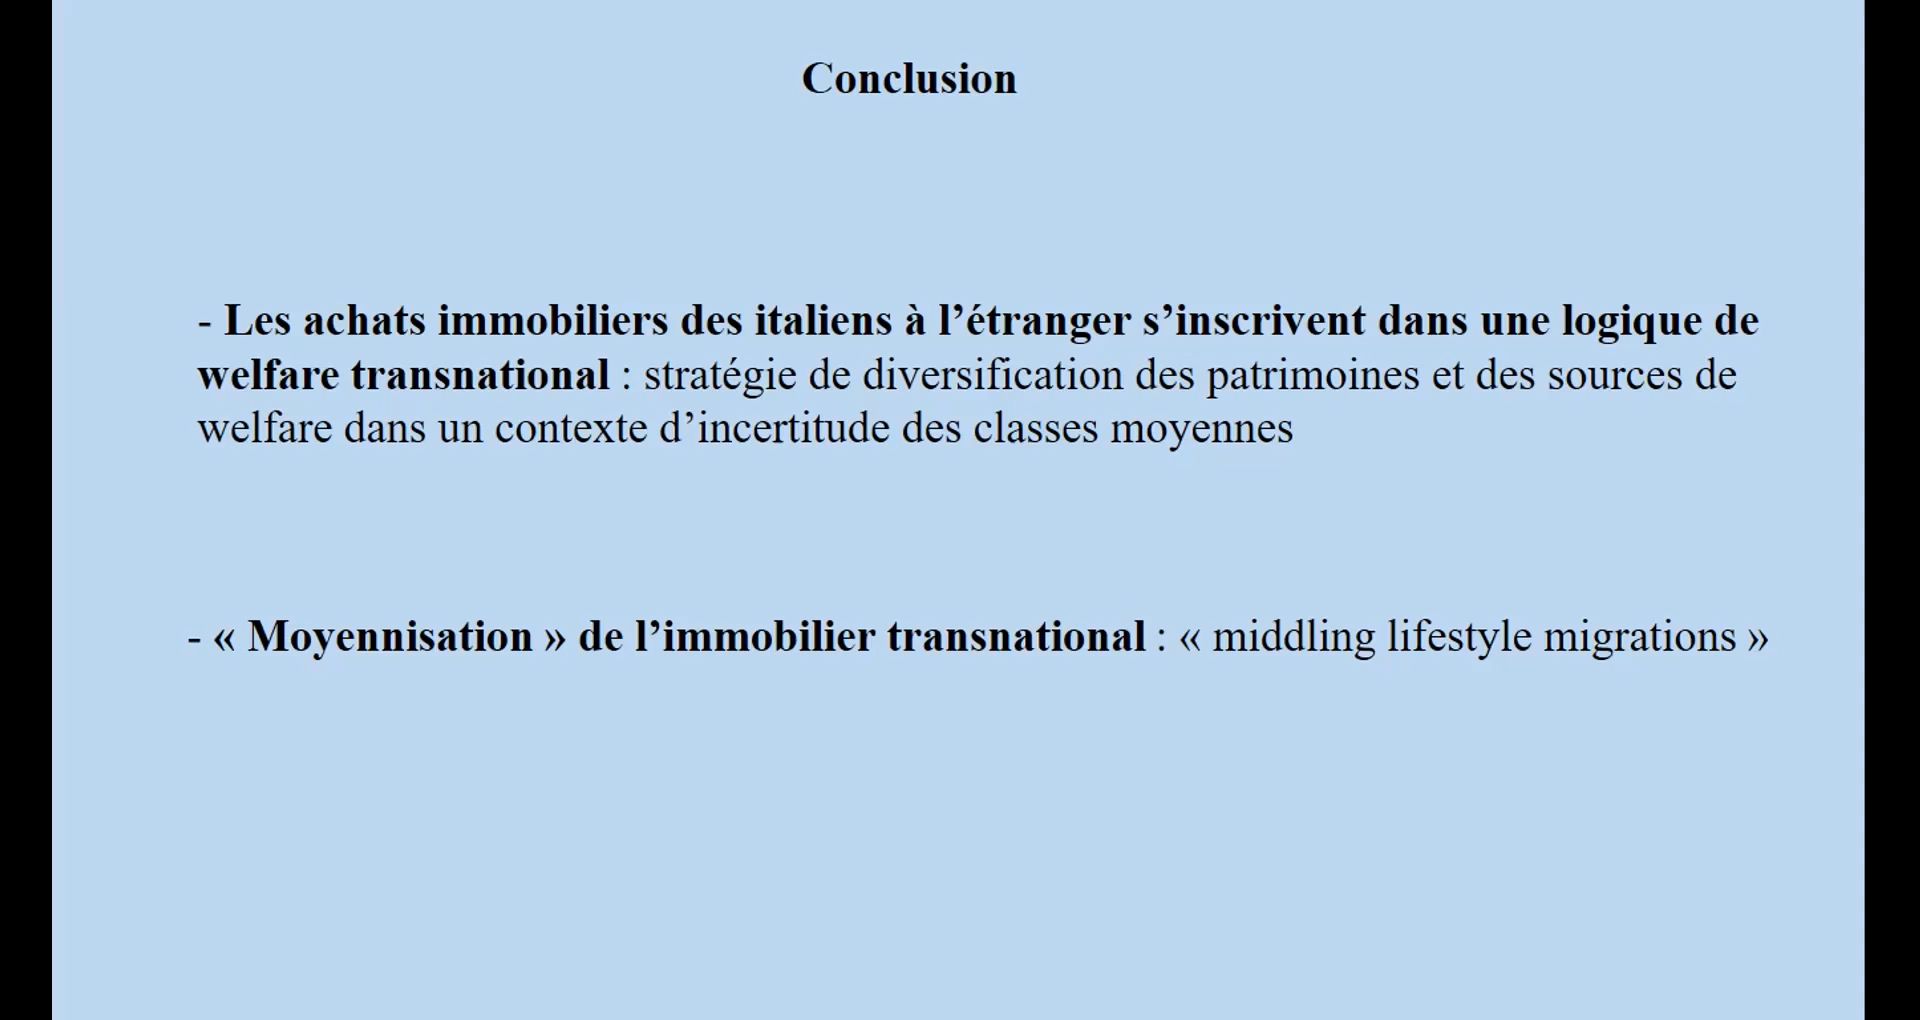 Conclusion
- Les achats immobiliers des italiens à l’étranger s’inscrivent dans une logique de
welfare transnational : stratégie de diversification des patrimoines et des sources de
welfare dans un contexte d’incertitude des classes moyennes
- « Moyennisation » de l’immobilier transnational : « middling lifestyle migrations »